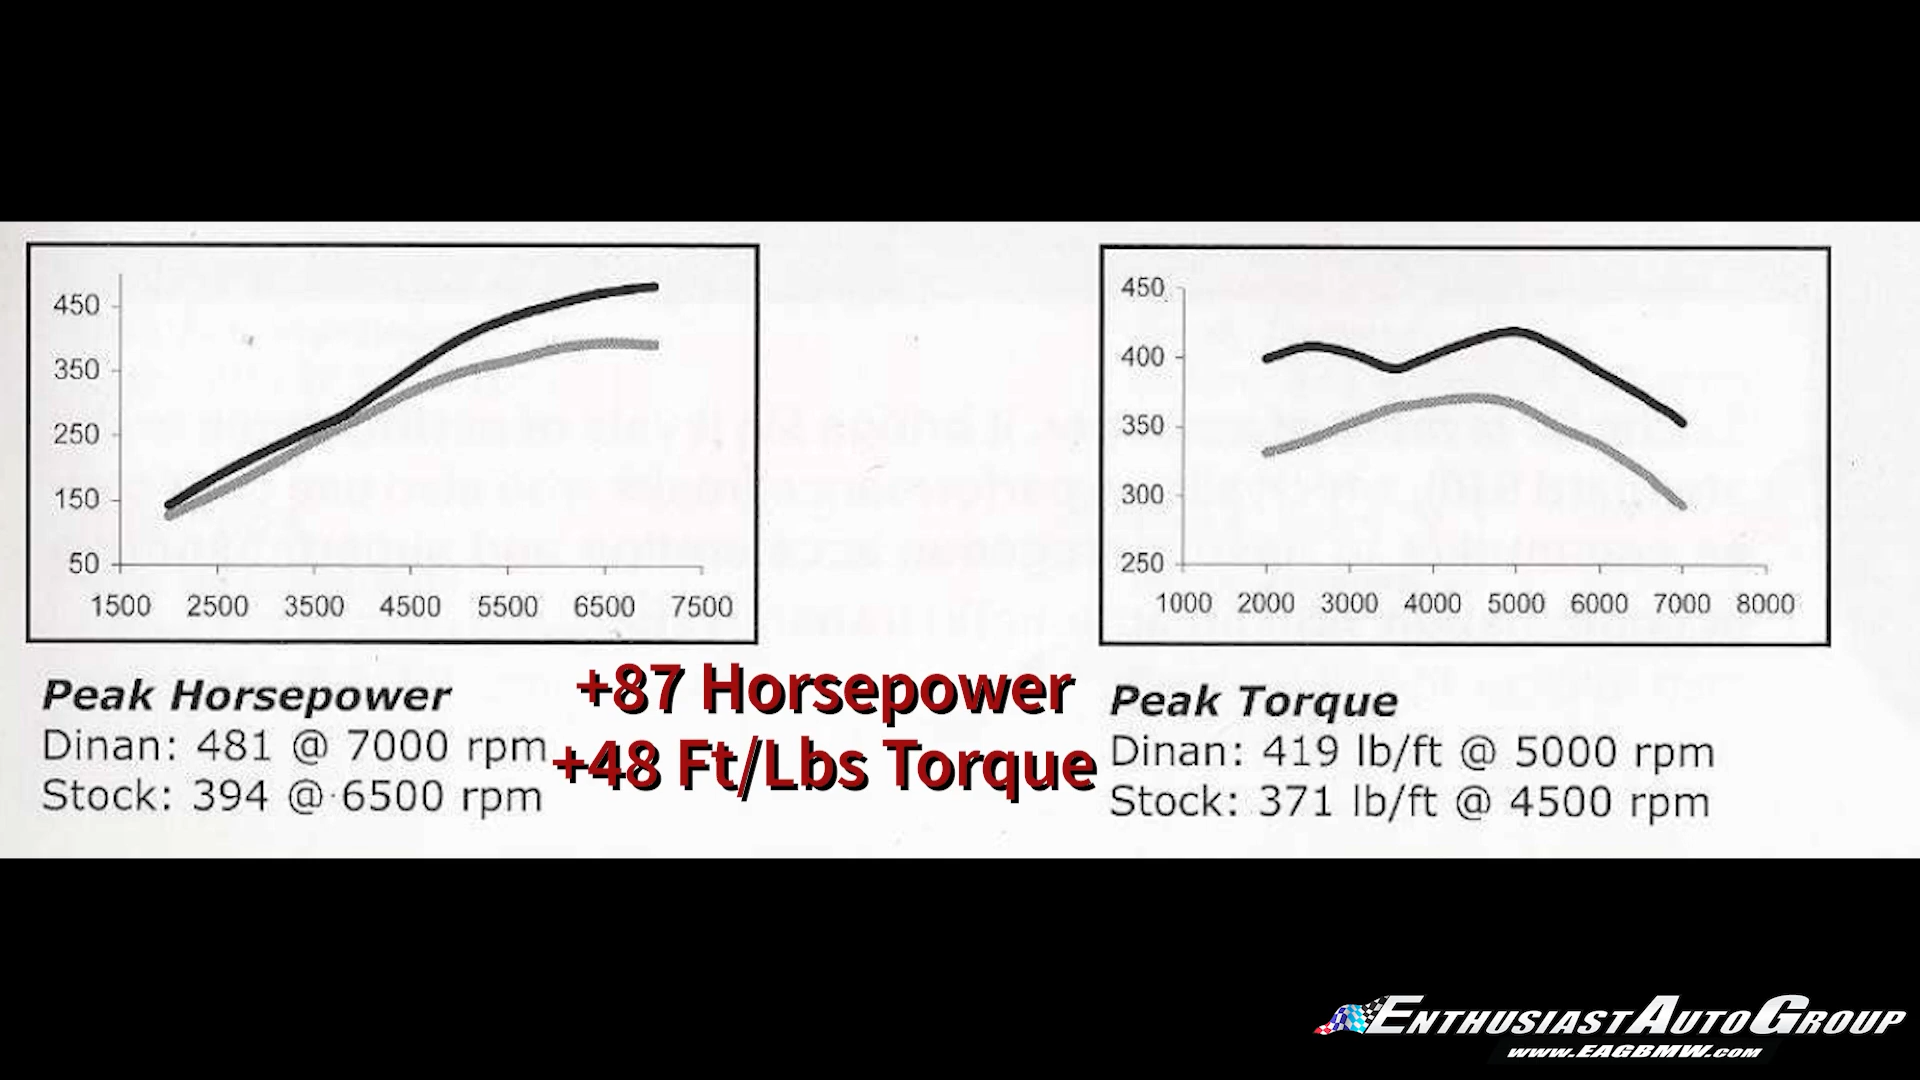 450
350
250
150
50
1500 2500 3500 4500 5500 6500 7500
450
400
350
300
250
1000 2000 3000 4000 5000 6000 7000 8000
Peak Horsepower
Dinan: 481 @ 7000 rpm
Stock: 394 @ 6500 rpm
+87 Horsepower
+48 Ft/Lbs Torque
Peak Torque
Dinan: 419 lb/ft @ 5000 rpm
Stock: 371 lb/ft @ 4500 rpm
ENTHUSIASTAUTOGROUP
WWW.EAGBMW.COM